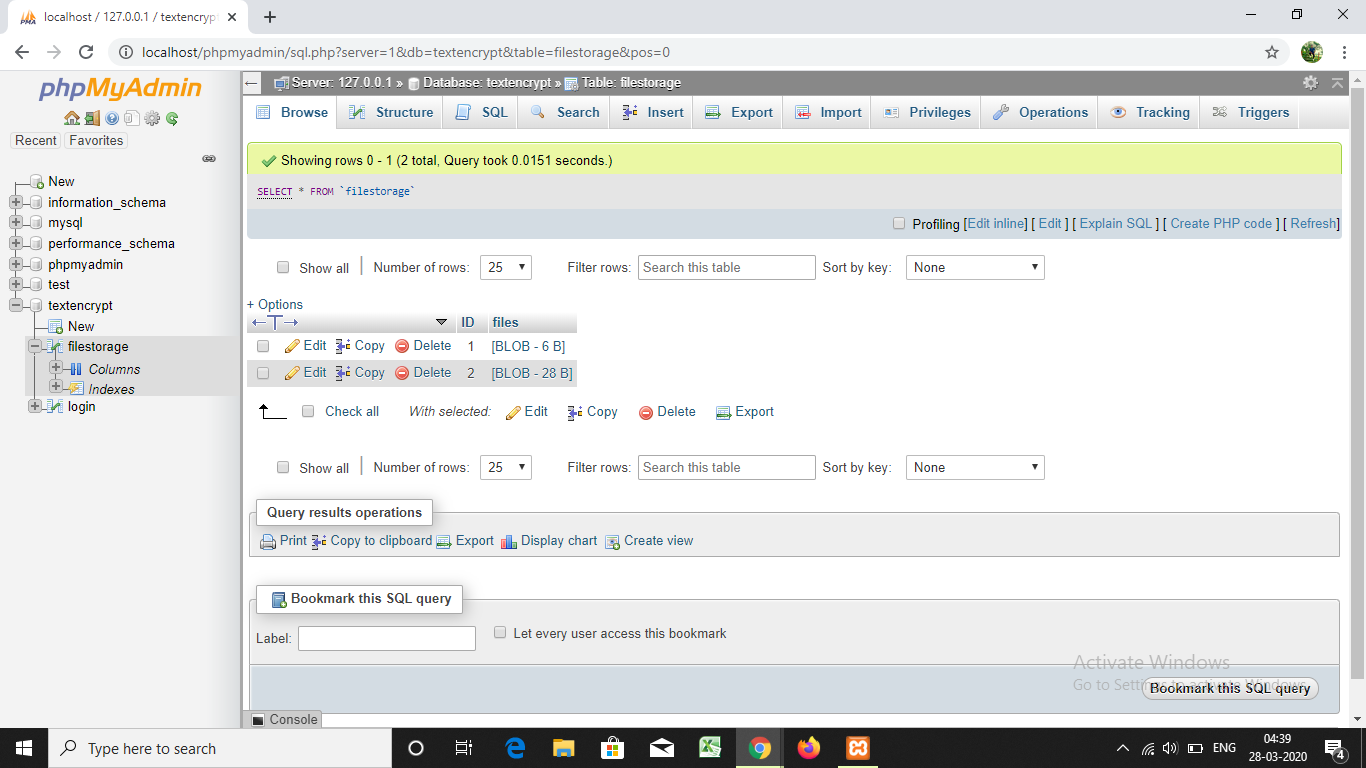 localhost / 127.0.0.1 / textencrypt
localhost/phpmyadmin/sql.php?server=1&db=textencrypt&table=filestorage&pos=0
phpMyAdmin
Recent Favorites
New
information_schema
mysql
performance_schema
phpmyadmin
test
textencrypt
New
filestorage
Columns
Indexes
login
Server: 127.0.0.1 » Database: textencrypt » Table: filestorage
Browse Structure SQL Search Insert Export Import Privileges Operations Tracking Triggers
Showing rows 0 - 1 (2 total, Query took 0.0151 seconds.)
SELECT * FROM `filestorage`
Profiling [Edit inline] [ Edit ] [ Explain SQL ] [ Create PHP code ] [ Refresh]
Show all Number of rows: 25 Filter rows: Search this table Sort by key: None
+ Options
ID files
Edit Copy Delete 1 [BLOB - 6 B]
Edit Copy Delete 2 [BLOB - 28 B]
Check all With selected: Edit Copy Delete Export
Show all Number of rows: 25 Filter rows: Search this table Sort by key: None
Query results operations
Print Copy to clipboard Export Display chart Create view
Bookmark this SQL query
Label: Let every user access this bookmark
Activate Windows
Go to Settings to activate Windows.
Bookmark this SQL query
Console
Type here to search
ENG
04:39
28-03-2020
4